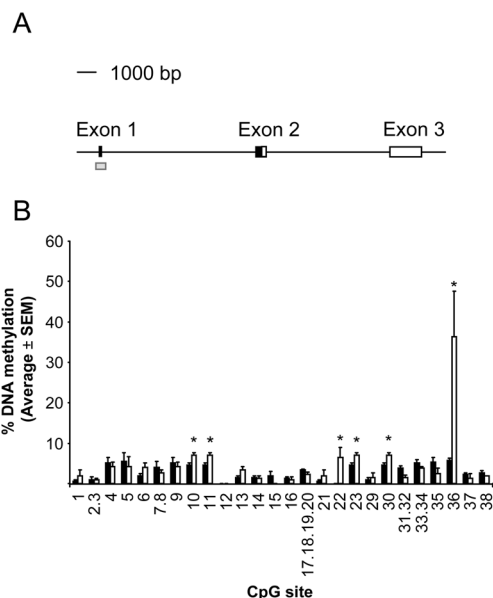 A
1000 bp
Exon 1 Exon 2 Exon 3
B
% DNA methylation
(Average ± SEM)
60
50
40
30
20
10
* * * * * *
1 2.3 4 5 6 7.8 9 10 11 12 13 14 15 16 17.18.19.20 21 22 23 29 30 31.32 33.34 35 36 37 38
CpG site